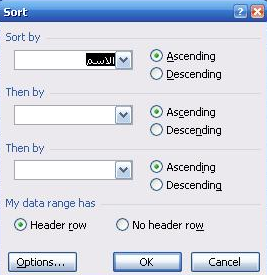 Sort
Sort by
الاسم
Ascending
Descending
Then by
Ascending
Descending
Then by
Ascending
Descending
My data range has
Header row
No header row
Options...
OK
Cancel